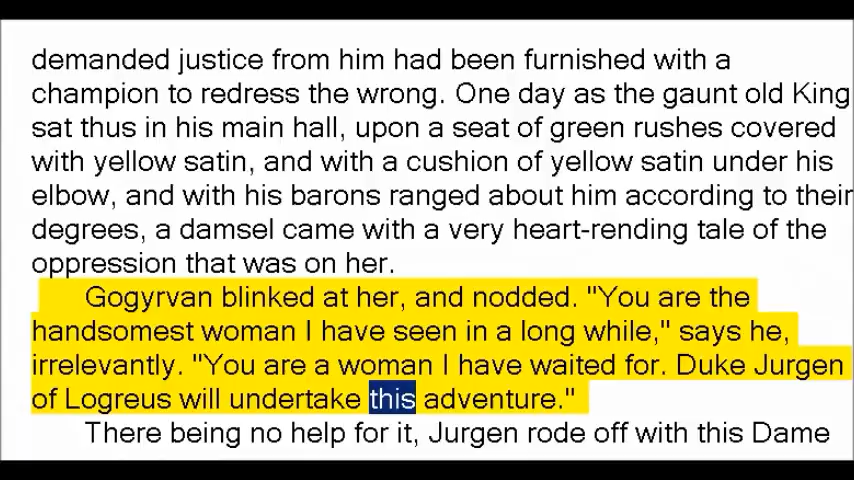 demanded justice from him had been furnished with a
champion to redress the wrong. One day as the gaunt old King
sat thus in his main hall, upon a seat of green rushes covered
with yellow satin, and with a cushion of yellow satin under his
elbow, and with his barons ranged about him according to their
degrees, a damsel came with a very heart-rending tale of the
oppression that was on her.
Gogyrvan blinked at her, and nodded. "You are the
handsomest woman I have seen in a long while," says he,
irrelevantly. "You are a woman I have waited for. Duke Jurgen
of Logreus will undertake this adventure."
There being no help for it, Jurgen rode off with this Dame